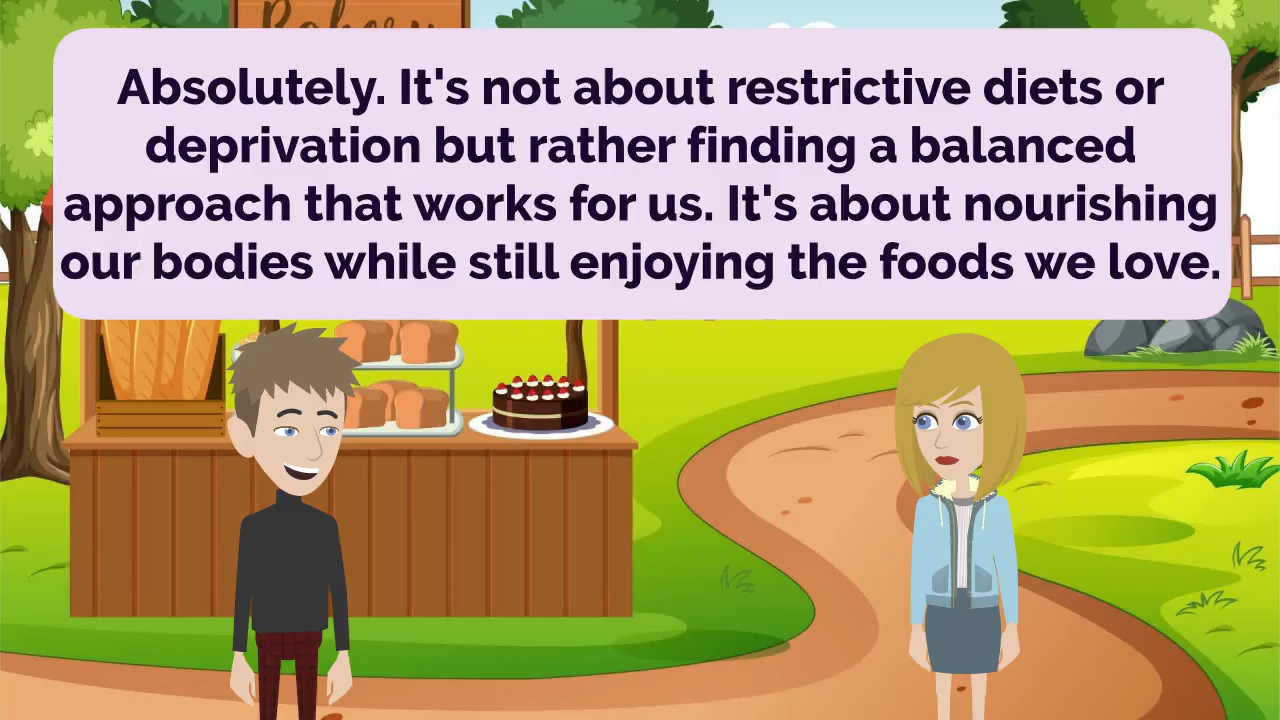 Bakery
Absolutely. It's not about restrictive diets or
deprivation but rather finding a balanced
approach that works for us. It's about nourishing
our bodies while still enjoying the foods we love.